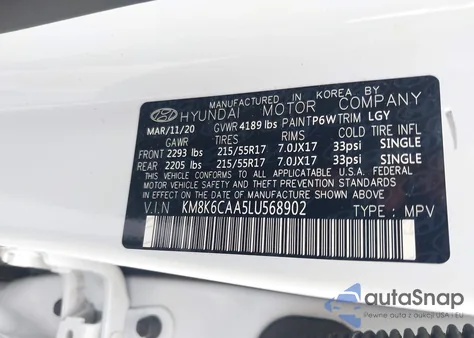 MANUFACTURED IN KOREA BY
HYUNDAI MOTOR COMPANY
MAR/11/20 GVWR 4189 lbs PAINT P6W TRIM LGY
GAWR TIRES RIMS COLD TIRE INFL
FRONT 2293 lbs 215/55R17 7.0JX17 33psi SINGLE
REAR 2205 lbs 215/55R17 7.0JX17 33psi SINGLE
THIS VEHICLE CONFORMS TO ALL APPLICABLE U.S.A FEDERAL
MOTOR VEHICLE SAFETY AND THEFT PREVENTION STANDARDS
IN EFFECT ON THE DATE OF MANUFACTURE SHOWN ABOVE.
V.I.N KM8K6CAA5LU568902 TYPE : MPV
autaSnap
Pewne auta z aukcji USA i EU